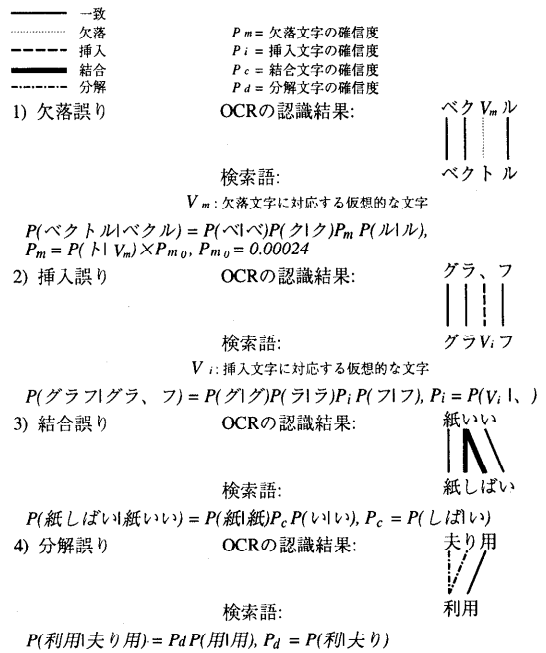 一致
欠落 Pm= 欠落文字の確信度
挿入 Pi = 挿入文字の確信度
結合 Pc = 結合文字の確信度
分解 Pd = 分解文字の確信度
1) 欠落誤り OCRの認識結果: ベクVmル
検索語: ベクトル
Vm : 欠落文字に対応する仮想的な文字
P(ベクトル|ベクル) = P(ベ|ベ)P(ク|ク)Pm P(ル|ル),
Pm = P(ト| Vm)×Pm0, Pm0 = 0.00024
2) 挿入誤り OCRの認識結果: グラ、フ
検索語: グラViフ
Vi : 挿入文字に対応する仮想的な文字
P(グラフ|グラ、フ) = P(グ|グ)P(ラ|ラ)Pi P(フ|フ), Pi = P(Vi |、)
3) 結合誤り OCRの認識結果: 紙いい
検索語: 紙しばい
P(紙しばい|紙いい) = P(紙|紙)Pc P(い|い), Pc = P(しば|い)
4) 分解誤り OCRの認識結果: 夫り用
検索語: 利用
P(利用|夫り用) = Pd P(用|用), Pd = P(利|夫り)